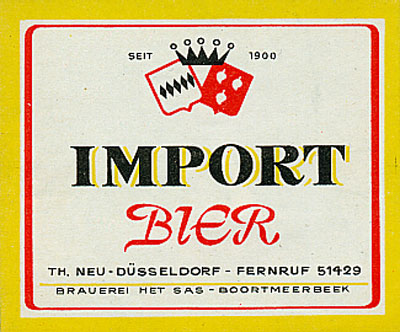 SEIT 1900
IMPORT
BIER
TH. NEU-DÜSSELDORF - FERNRUF 51429
BRAUEREI HET SAS - BOORTMEERBEEK